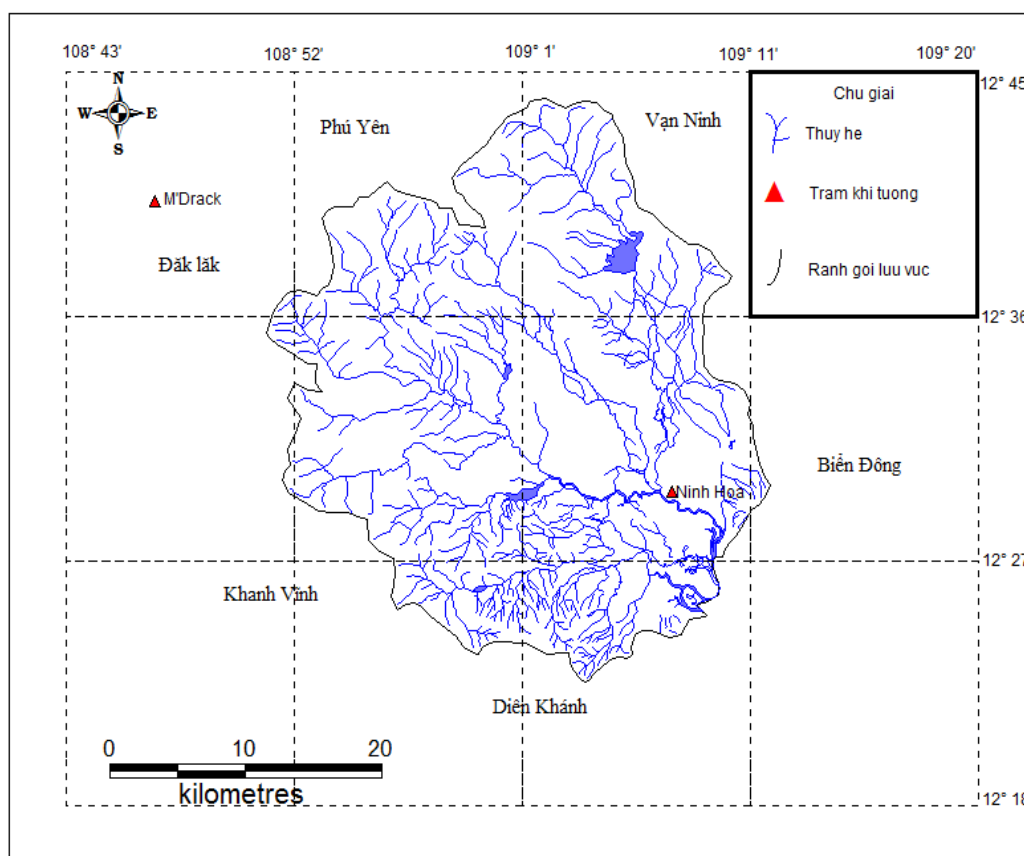 108° 43'
108° 52'
109° 1'
109° 11'
109° 20'
12° 45
N
W
E
S
Phú Yên
Vạn Ninh
Chu giai
Thuy he
Tram khi tuong
Ranh goi luu vuc
M'Drack
Đăk lăk
12° 36
Biển Đông
Ninh Hoa
12° 27
Khanh Vĩnh
Diên Khánh
0 10 20
kilometres
12° 18